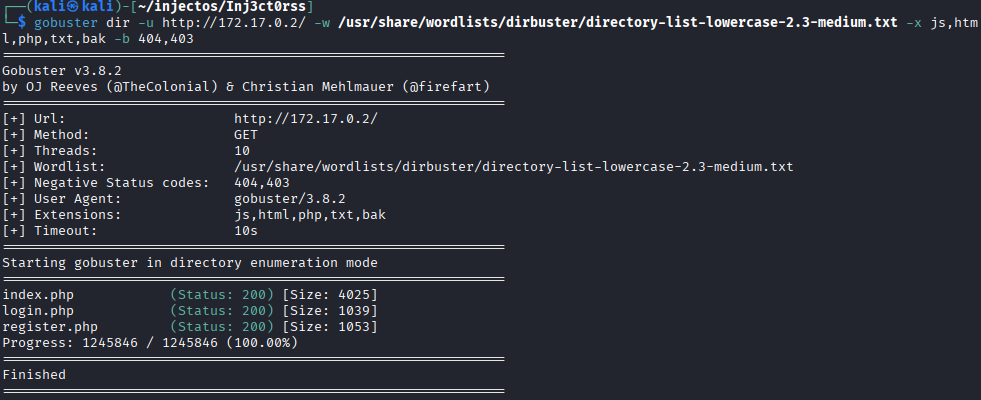 ┌──(kali㉿kali)-[~/injectos/Inj3ct0rss]
└─$ gobuster dir -u http://172.17.0.2/ -w /usr/share/wordlists/dirbuster/directory-list-lowercase-2.3-medium.txt -x js,htm
l,php,txt,bak -b 404,403
===============================================================
Gobuster v3.8.2
by OJ Reeves (@TheColonial) & Christian Mehlmauer (@firefart)
===============================================================
[+] Url:                     http://172.17.0.2/
[+] Method:                  GET
[+] Threads:                 10
[+] Wordlist:                /usr/share/wordlists/dirbuster/directory-list-lowercase-2.3-medium.txt
[+] Negative Status codes:   404,403
[+] User Agent:              gobuster/3.8.2
[+] Extensions:              js,html,php,txt,bak
[+] Timeout:                 10s
===============================================================
Starting gobuster in directory enumeration mode
===============================================================
index.php            (Status: 200) [Size: 4025]
login.php            (Status: 200) [Size: 1039]
register.php         (Status: 200) [Size: 1053]
Progress: 1245846 / 1245846 (100.00%)
===============================================================
Finished
===============================================================